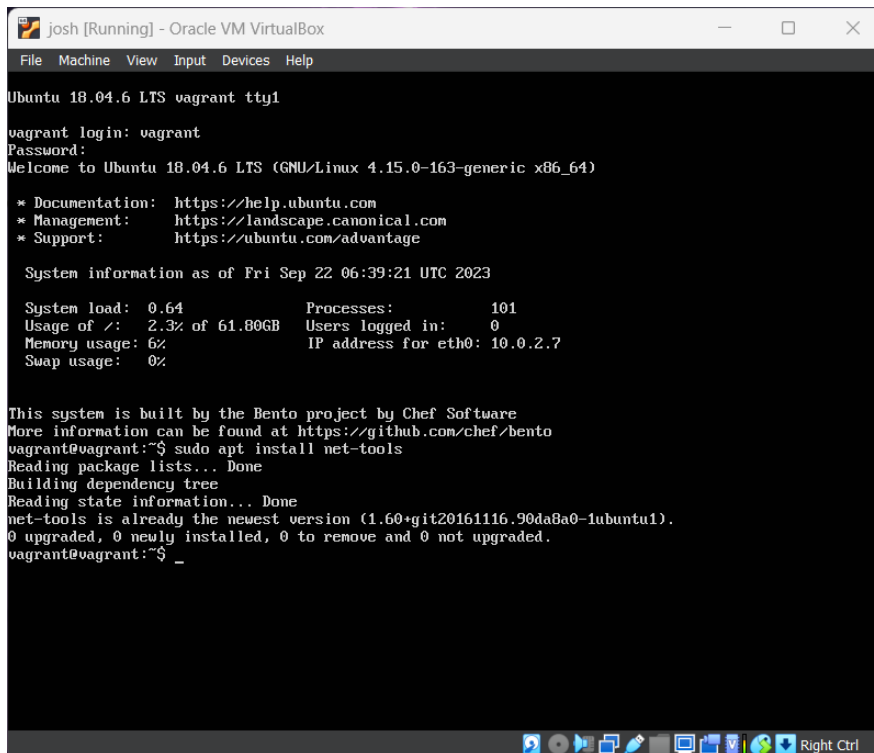 josh [Running] - Oracle VM VirtualBox
File Machine View Input Devices Help
Ubuntu 18.04.6 LTS vagrant tty1
vagrant login: vagrant
Password:
Welcome to Ubuntu 18.04.6 LTS (GNU/Linux 4.15.0-163-generic x86_64)
* Documentation: https://help.ubuntu.com
* Management: https://landscape.canonical.com
* Support: https://ubuntu.com/advantage
System information as of Fri Sep 22 06:39:21 UTC 2023
System load: 0.64 Processes: 101
Usage of /: 2.3% of 61.80GB Users logged in: 0
Memory usage: 6% IP address for eth0: 10.0.2.7
Swap usage: 0%
This system is built by the Bento project by Chef Software
More information can be found at https://github.com/chef/bento
vagrant@vagrant:~$ sudo apt install net-tools
Reading package lists... Done
Building dependency tree
Reading state information... Done
net-tools is already the newest version (1.60+git20161116.90da8a0-1ubuntu1).
0 upgraded, 0 newly installed, 0 to remove and 0 not upgraded.
vagrant@vagrant:~$ _
Right Ctrl